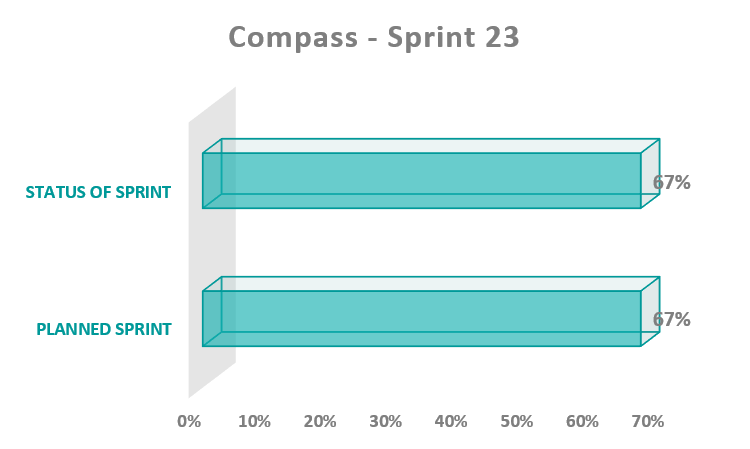 Compass - Sprint 23
STATUS OF SPRINT
67%
PLANNED SPRINT
67%
0% 10% 20% 30% 40% 50% 60% 70%